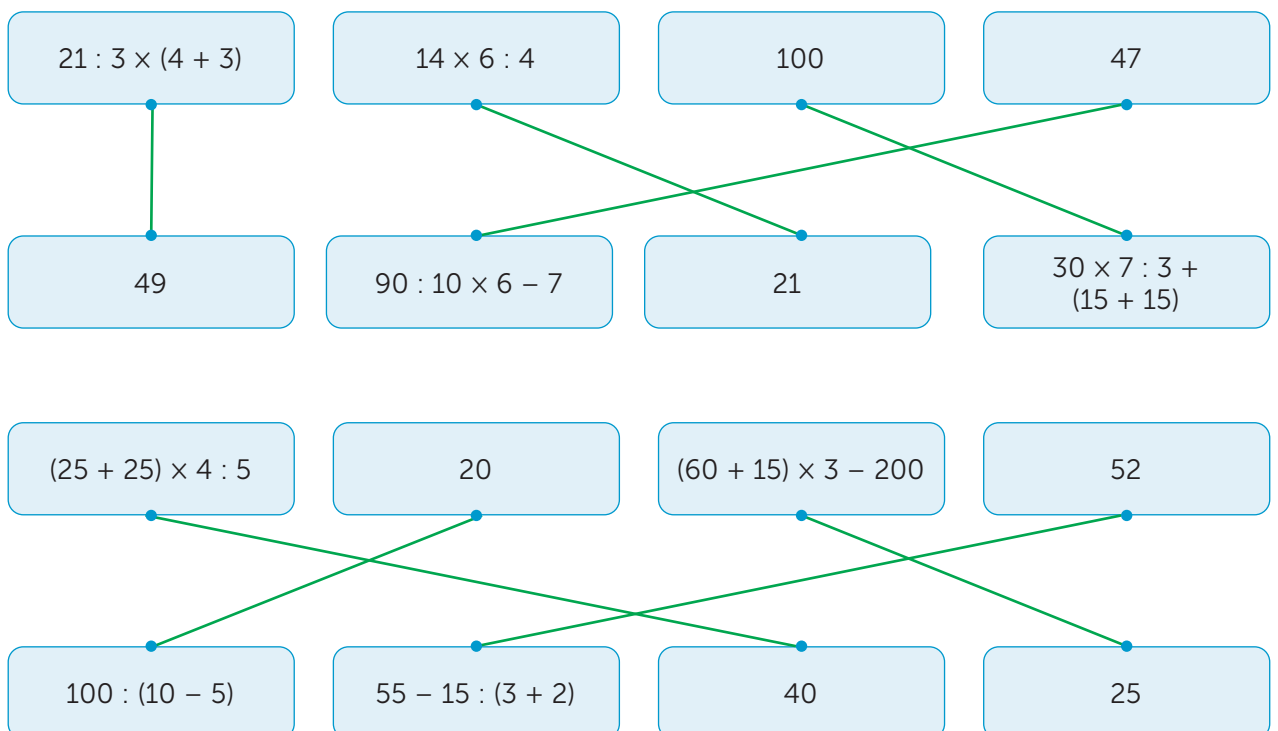 21 : 3 × (4 + 3)
14 × 6 : 4
100
47
49
90 : 10 × 6 – 7
21
30 × 7 : 3 +
(15 + 15)
(25 + 25) × 4 : 5
20
(60 + 15) × 3 – 200
52
100 : (10 – 5)
55 – 15 : (3 + 2)
40
25